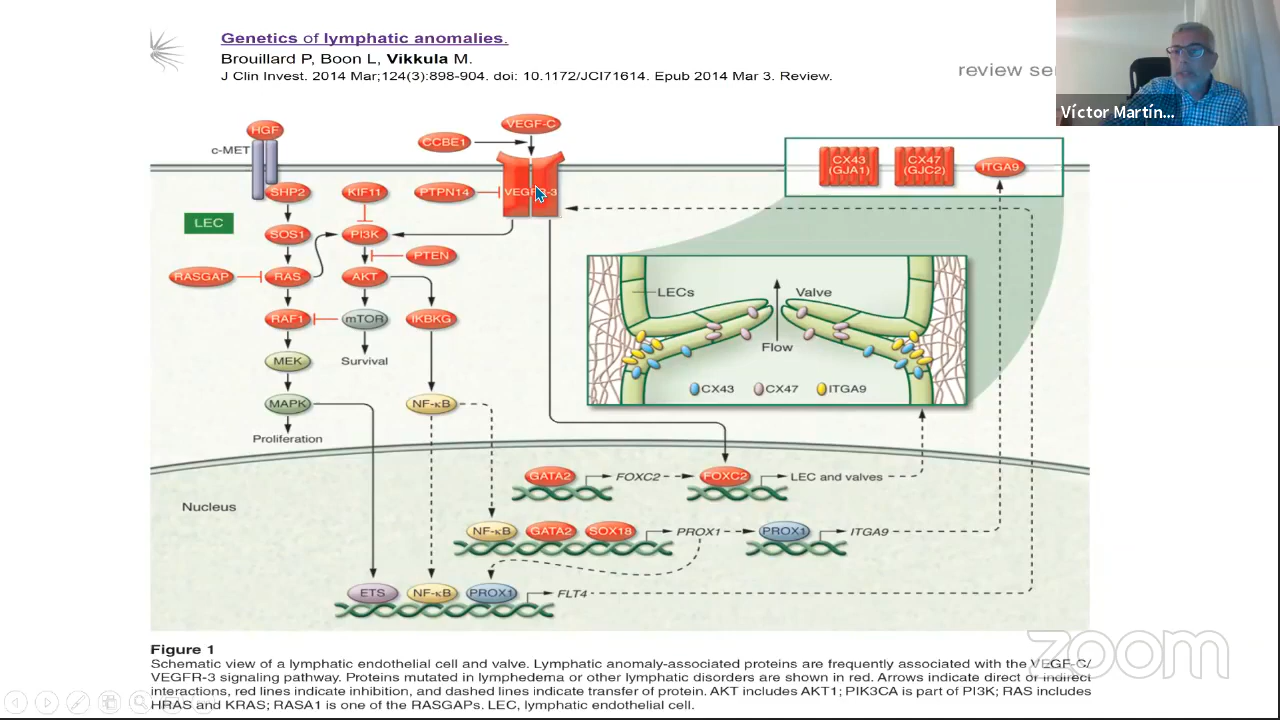 Genetics of lymphatic anomalies.
Brouillard P, Boon L, Vikkula M.
J Clin Invest. 2014 Mar;124(3):898-904. doi: 10.1172/JCI71614. Epub 2014 Mar 3. Review.
review se
Víctor Martín...
HGF
c-MET
CCBE1
VEGF-C
CX43
(GJA1)
CX47
(GJC2)
ITGA9
SHP2
KIF11
PTPN14
LEC
SOS1
PI3K
PTEN
RASGAP
RAS
AKT
RAF1
mTOR
IKBKG
MEK
Survival
MAPK
NF-κB
Proliferation
LECs
Valve
Flow
CX43
CX47
ITGA9
Nucleus
GATA2
FOXC2
FOXC2
LEC and valves
NF-κB
GATA2
SOX18
PROX1
PROX1
ITGA9
ETS
NF-κB
PROX1
FLT4
zoom
Figure 1
Schematic view of a lymphatic endothelial cell and valve. Lymphatic anomaly-associated proteins are frequently associated with the VEGF-C/
VEGFR-3 signaling pathway. Proteins mutated in lymphedema or other lymphatic disorders are shown in red. Arrows indicate direct or indirect
interactions, red lines indicate inhibition, and dashed lines indicate transfer of protein. AKT includes AKT1; PIK3CA is part of PI3K; RAS includes
HRAS and KRAS; RASA1 is one of the RASGAPs. LEC, lymphatic endothelial cell.